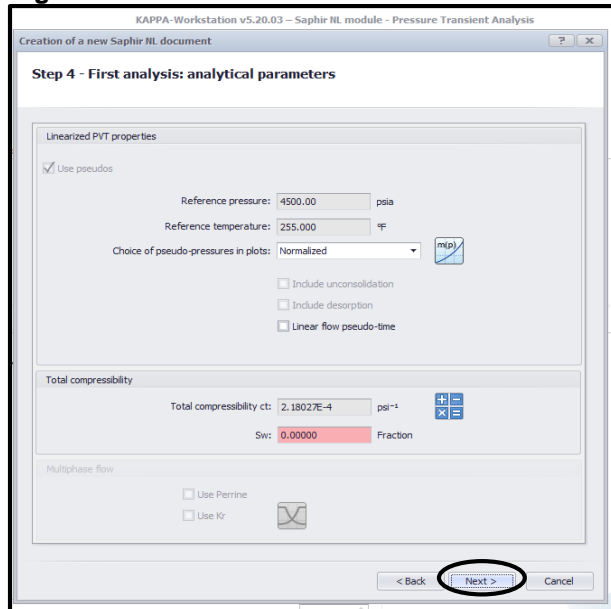 KAPPA-Workstation v5.20.03 – Saphir NL module - Pressure Transient Analysis
Creation of a new Saphir NL document
Step 4 - First analysis: analytical parameters
Linearized PVT properties
Use pseudos
Reference pressure: 4500.00 psia
Reference temperature: 255.000 °F
Choice of pseudo-pressures in plots: Normalized m(p)
Include unconsolidation
Include desorption
Linear flow pseudo-time
Total compressibility
Total compressibility ct: 2.18027E-4 psi⁻¹
Sw: 0.00000 Fraction
Multiphase flow
Use Perrine
Use Kr
< Back Next > Cancel